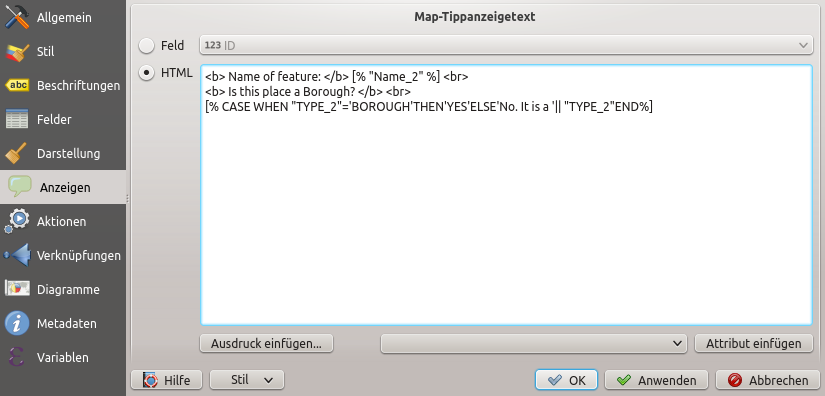 Map-Tippanzeigetext
Allgemein
Stil
abc Beschriftungen
Felder
Darstellung
Anzeigen
Aktionen
Verknüpfungen
Diagramme
Metadaten
Variablen
Feld
123 ID
HTML
<b> Name of feature: </b> [% "Name_2" %] <br>
<b> Is this place a Borough? </b> <br>
[% CASE WHEN "TYPE_2"='BOROUGH'THEN'YES'ELSE'No. It is a '|| "TYPE_2"END%]
Ausdruck einfügen...
Attribut einfügen
Hilfe
Stil
OK
Anwenden
Abbrechen